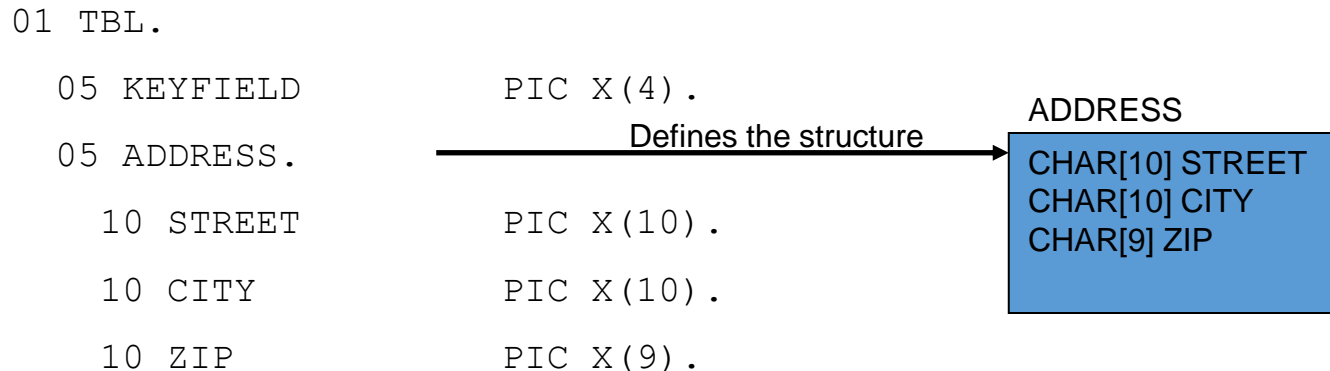 01 TBL.
05 KEYFIELD PIC X(4).
05 ADDRESS.
10 STREET PIC X(10).
10 CITY PIC X(10).
10 ZIP PIC X(9).
Defines the structure
ADDRESS
CHAR[10] STREET
CHAR[10] CITY
CHAR[9] ZIP